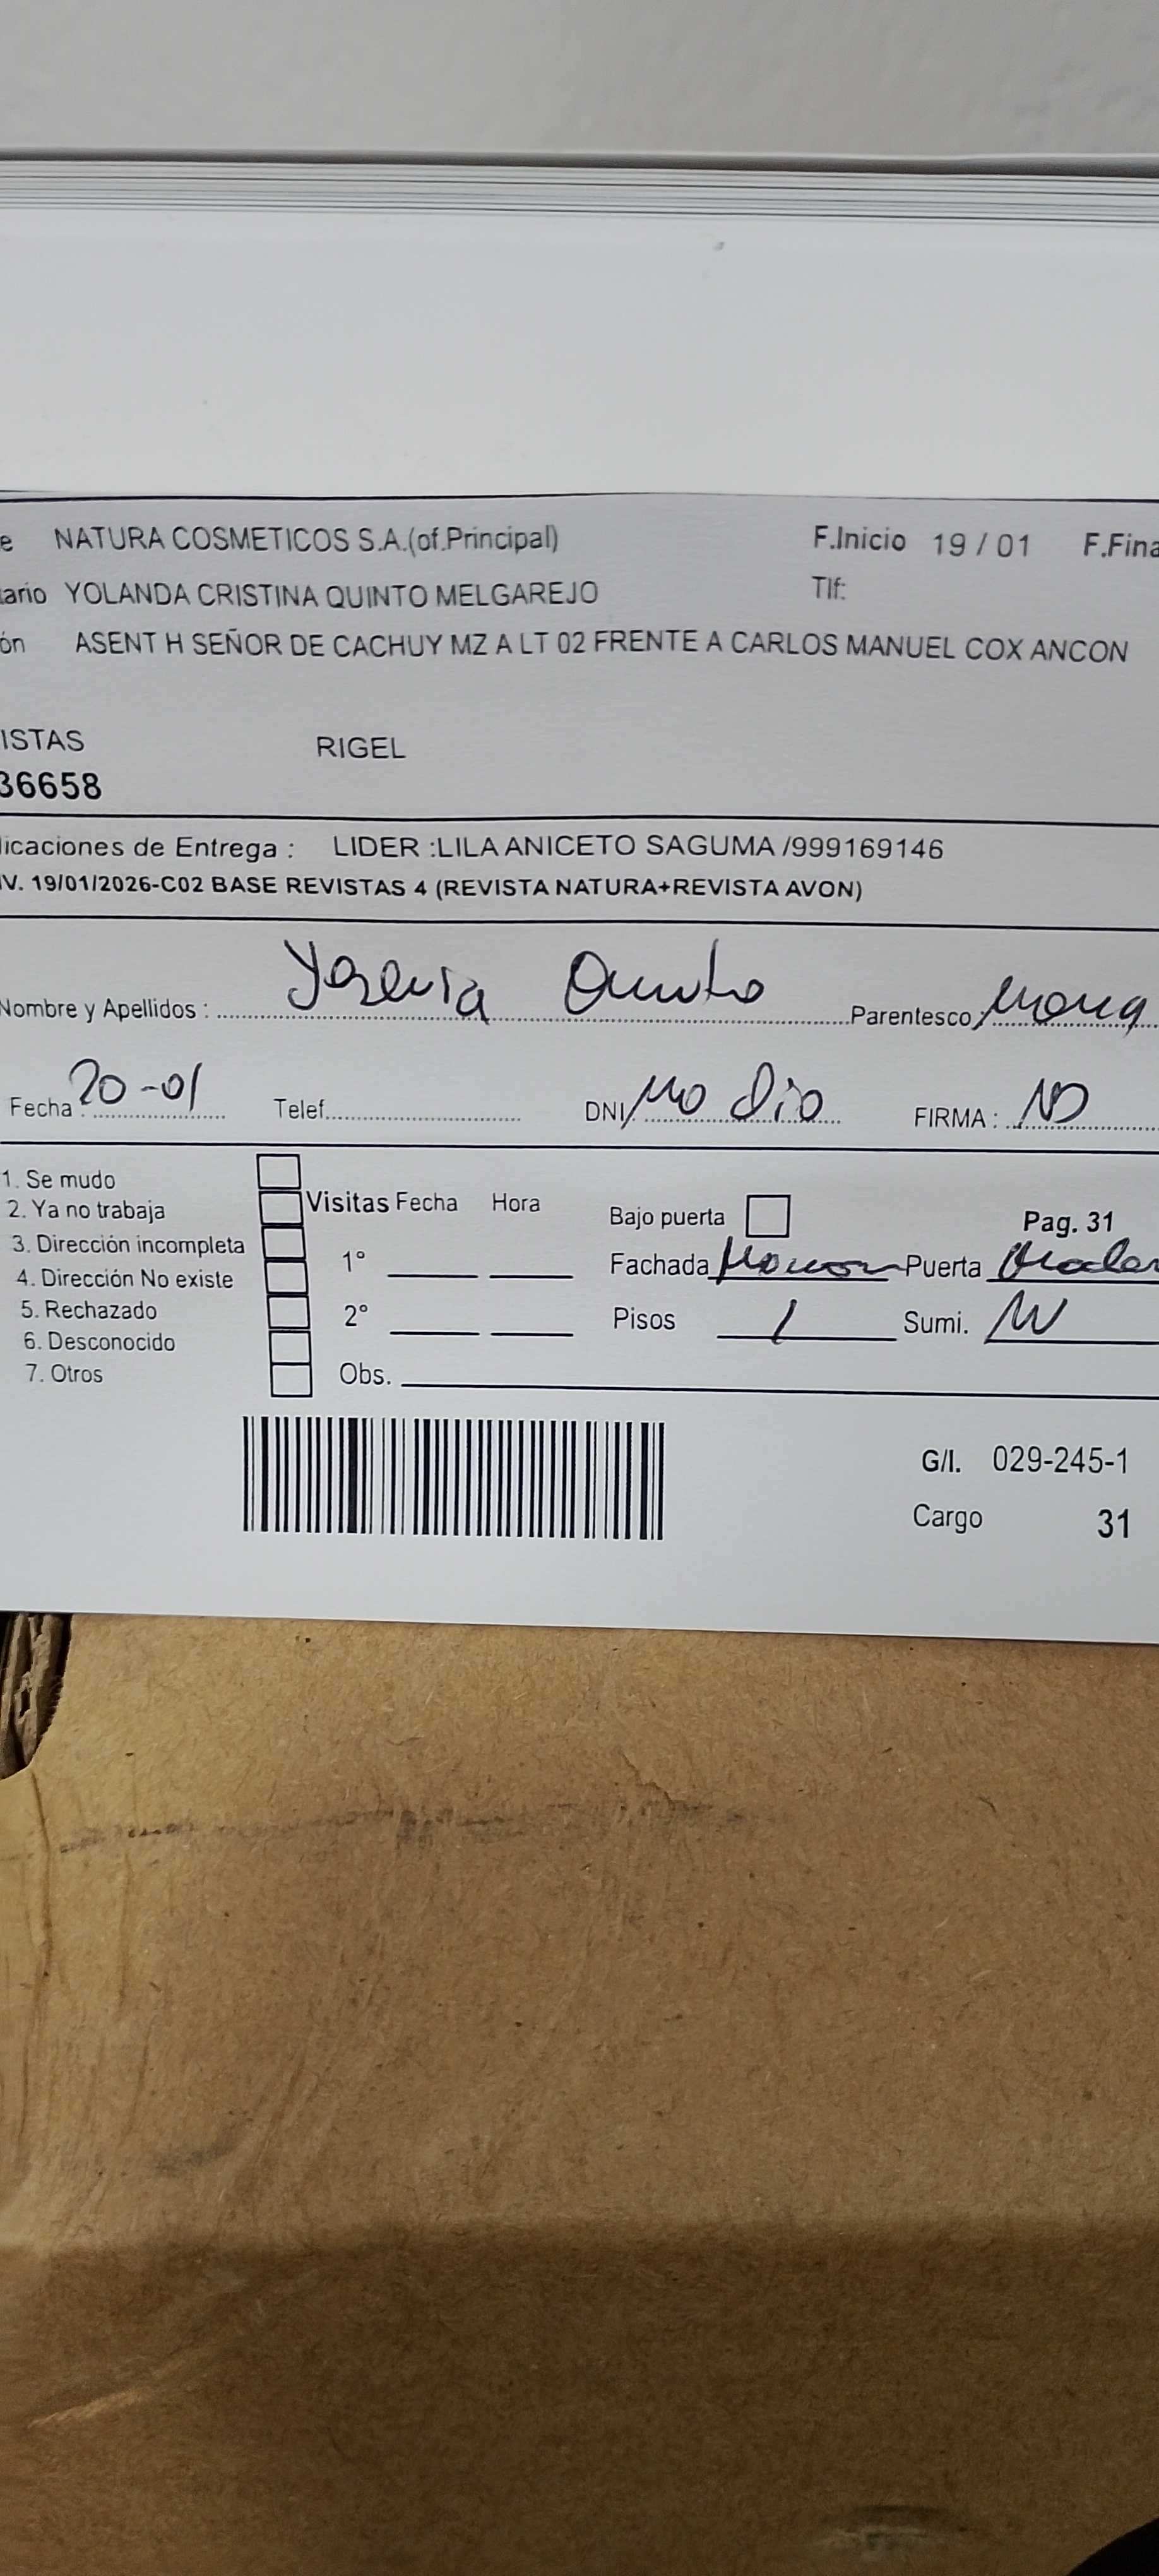 e NATURA COSMETICOS S.A.(of.Principal) F.Inicio 19 / 01 F.Fina
ario YOLANDA CRISTINA QUINTO MELGAREJO Tlf:
ón ASENT H SEÑOR DE CACHUY MZ A LT 02 FRENTE A CARLOS MANUEL COX ANCON
ISTAS RIGEL
36658
licaciones de Entrega : LIDER :LILA ANICETO SAGUMA /999169146
IV. 19/01/2026-C02 BASE REVISTAS 4 (REVISTA NATURA+REVISTA AVON)
Nombre y Apellidos : Yesenia Quinto Parentesco :
Fecha : 20-01 Telef. DNI: No dio FIRMA : ND
1. Se mudo
2. Ya no trabaja Visitas Fecha Hora Bajo puerta Pag. 31
3. Dirección incompleta 1° Fachada Puerta
4. Dirección No existe
5. Rechazado 2° Pisos 1 Sumi.
6. Desconocido
7. Otros Obs.
G/I. 029-245-1
Cargo 31